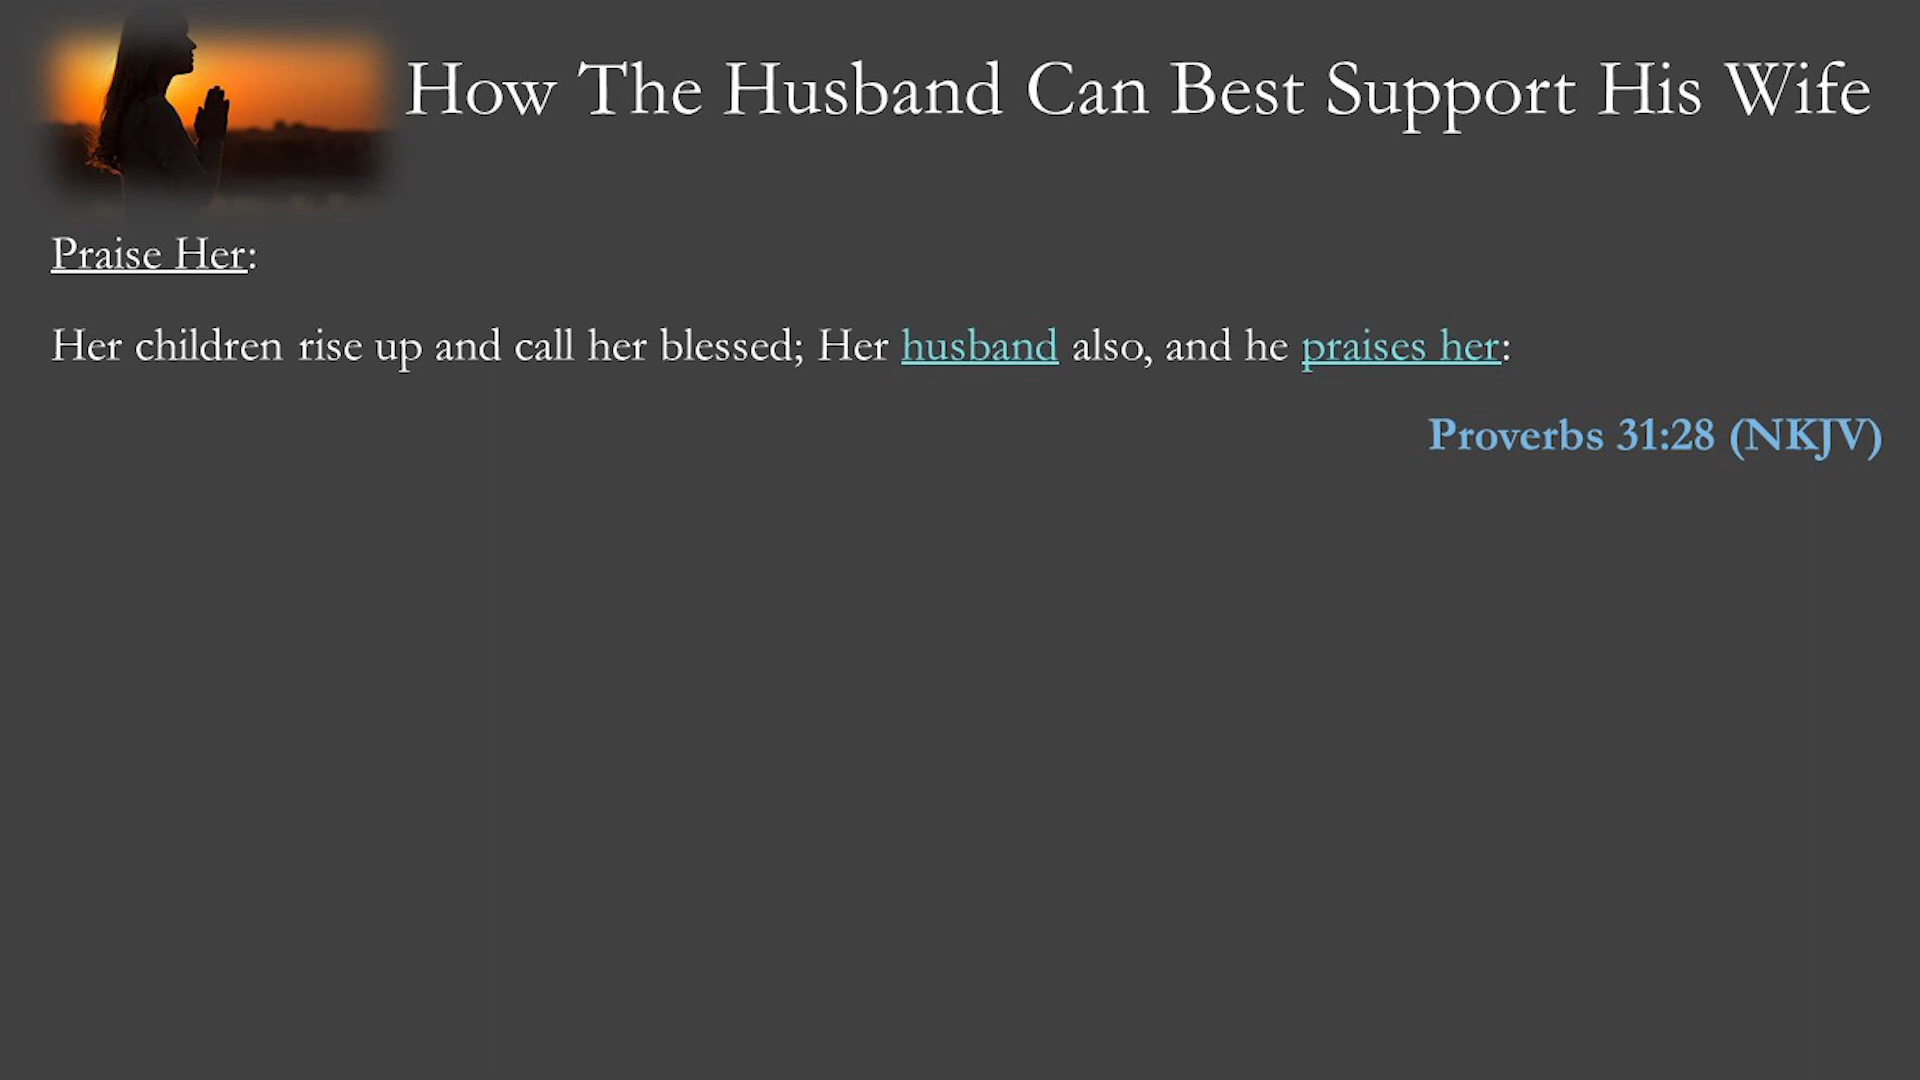 How The Husband Can Best Support His Wife
Praise Her:
Her children rise up and call her blessed; Her husband also, and he praises her:
Proverbs 31:28 (NKJV)